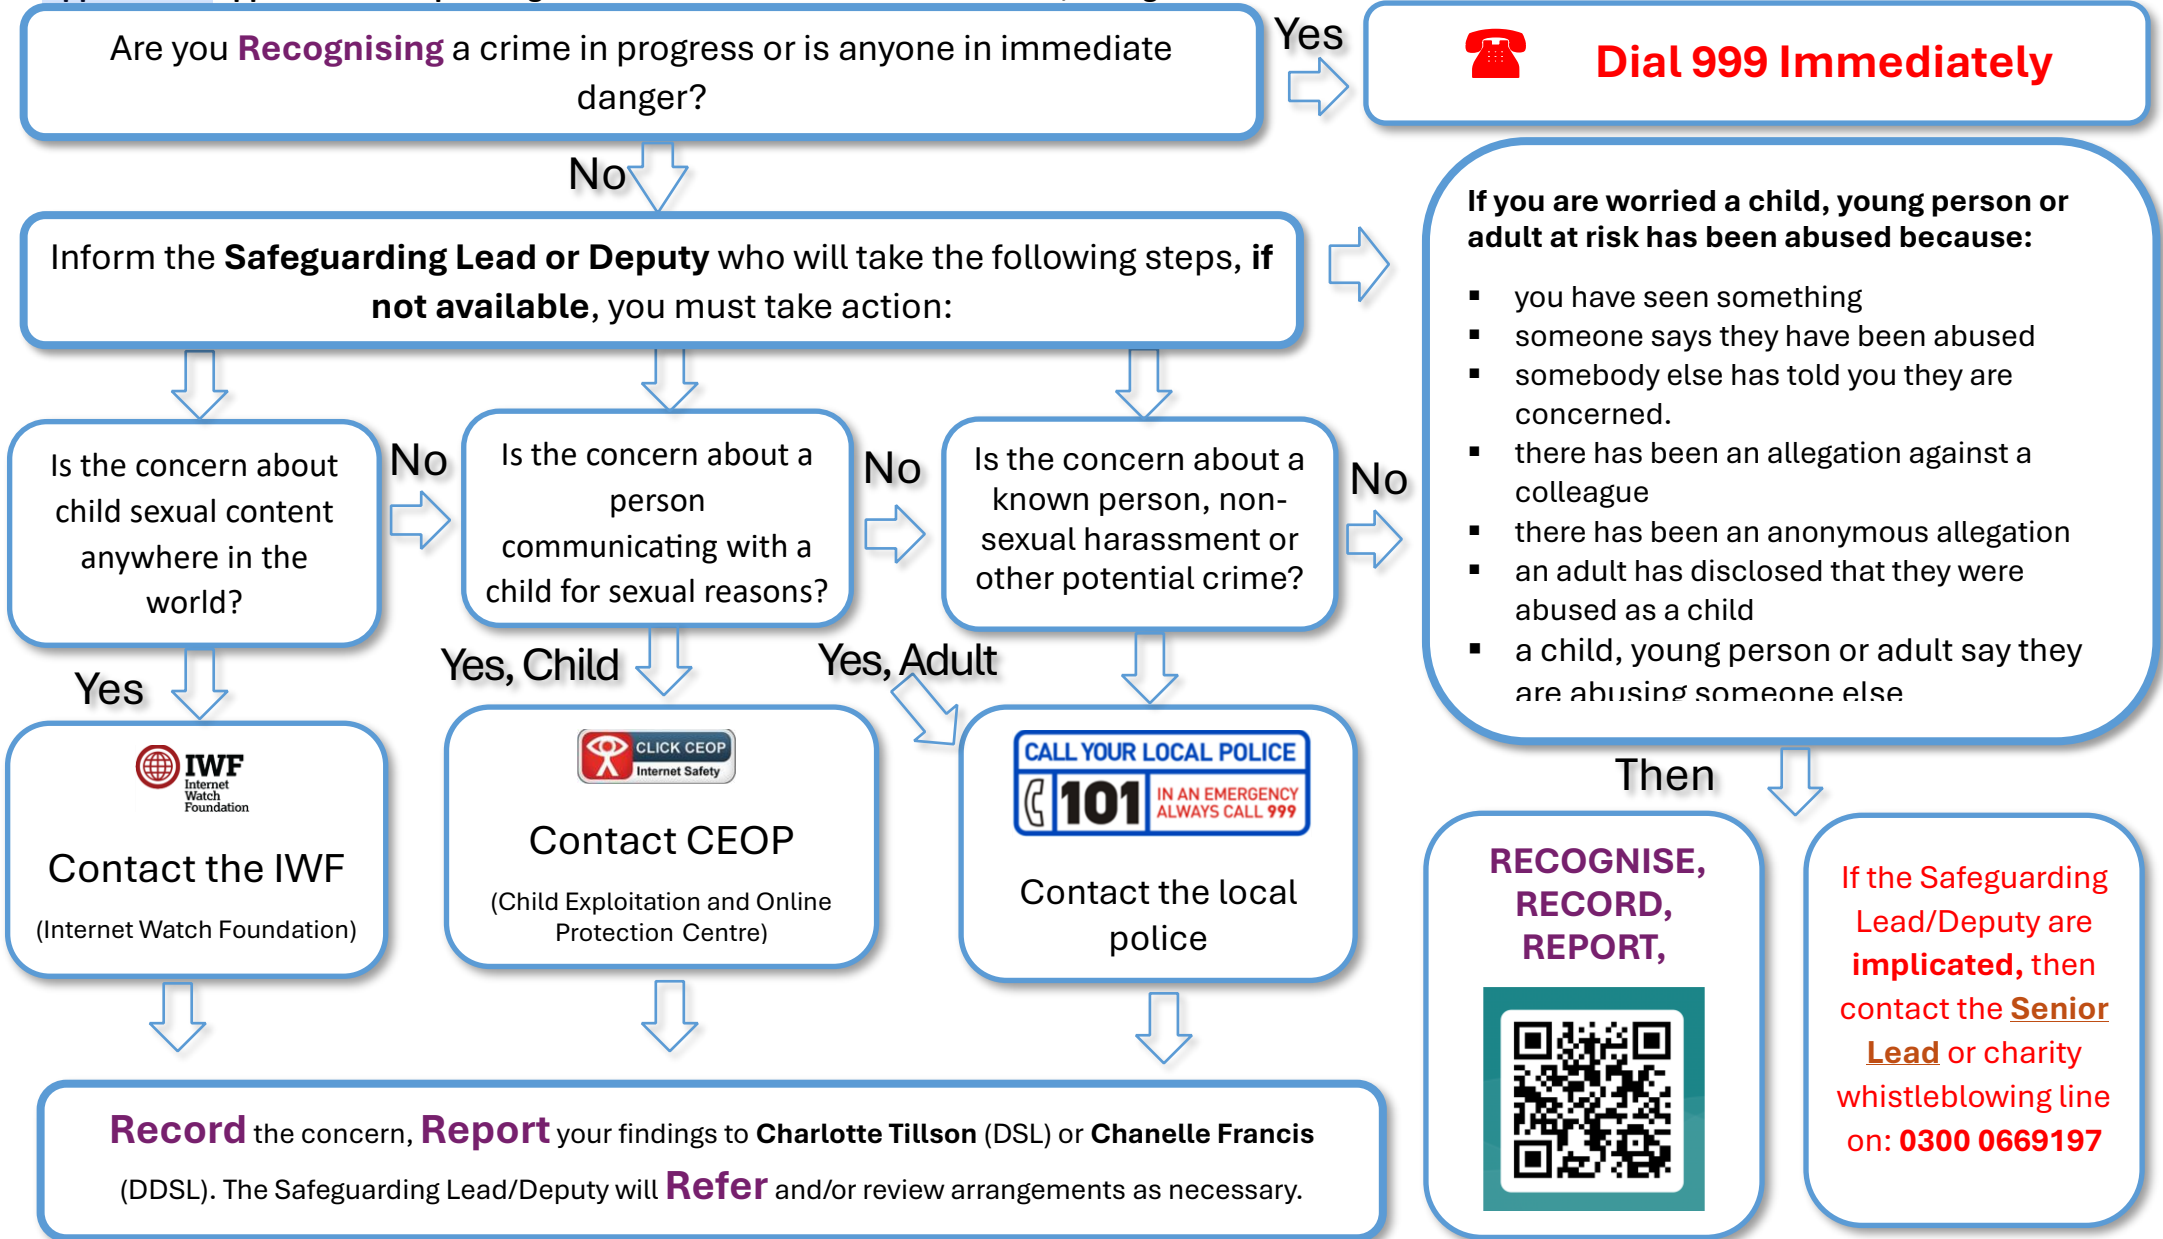 Are you Recognising a crime in progress or is anyone in immediate
danger?
Yes
Dial 999 Immediately
No
Inform the Safeguarding Lead or Deputy who will take the following steps, if
not available, you must take action:
If you are worried a child, young person or
adult at risk has been abused because:
▪ you have seen something
▪ someone says they have been abused
▪ somebody else has told you they are
concerned.
▪ there has been an allegation against a
colleague
▪ there has been an anonymous allegation
▪ an adult has disclosed that they were
abused as a child
▪ a child, young person or adult say they
are abusing someone else
Is the concern about
child sexual content
anywhere in the
world?
No
Is the concern about a
person
communicating with a
child for sexual reasons?
No
Is the concern about a
known person, non-
sexual harassment or
other potential crime?
No
Yes
Yes, Child
Yes, Adult
IWF
Internet
Watch
Foundation
Contact the IWF
(Internet Watch Foundation)
CLICK CEOP
Internet Safety
Contact CEOP
(Child Exploitation and Online
Protection Centre)
CALL YOUR LOCAL POLICE
101
IN AN EMERGENCY
ALWAYS CALL 999
Contact the local
police
Then
RECOGNISE,
RECORD,
REPORT,
If the Safeguarding
Lead/Deputy are
implicated, then
contact the Senior
Lead or charity
whistleblowing line
on: 0300 0669197
Record the concern, Report your findings to Charlotte Tillson (DSL) or Chanelle Francis
(DDSL). The Safeguarding Lead/Deputy will Refer and/or review arrangements as necessary.